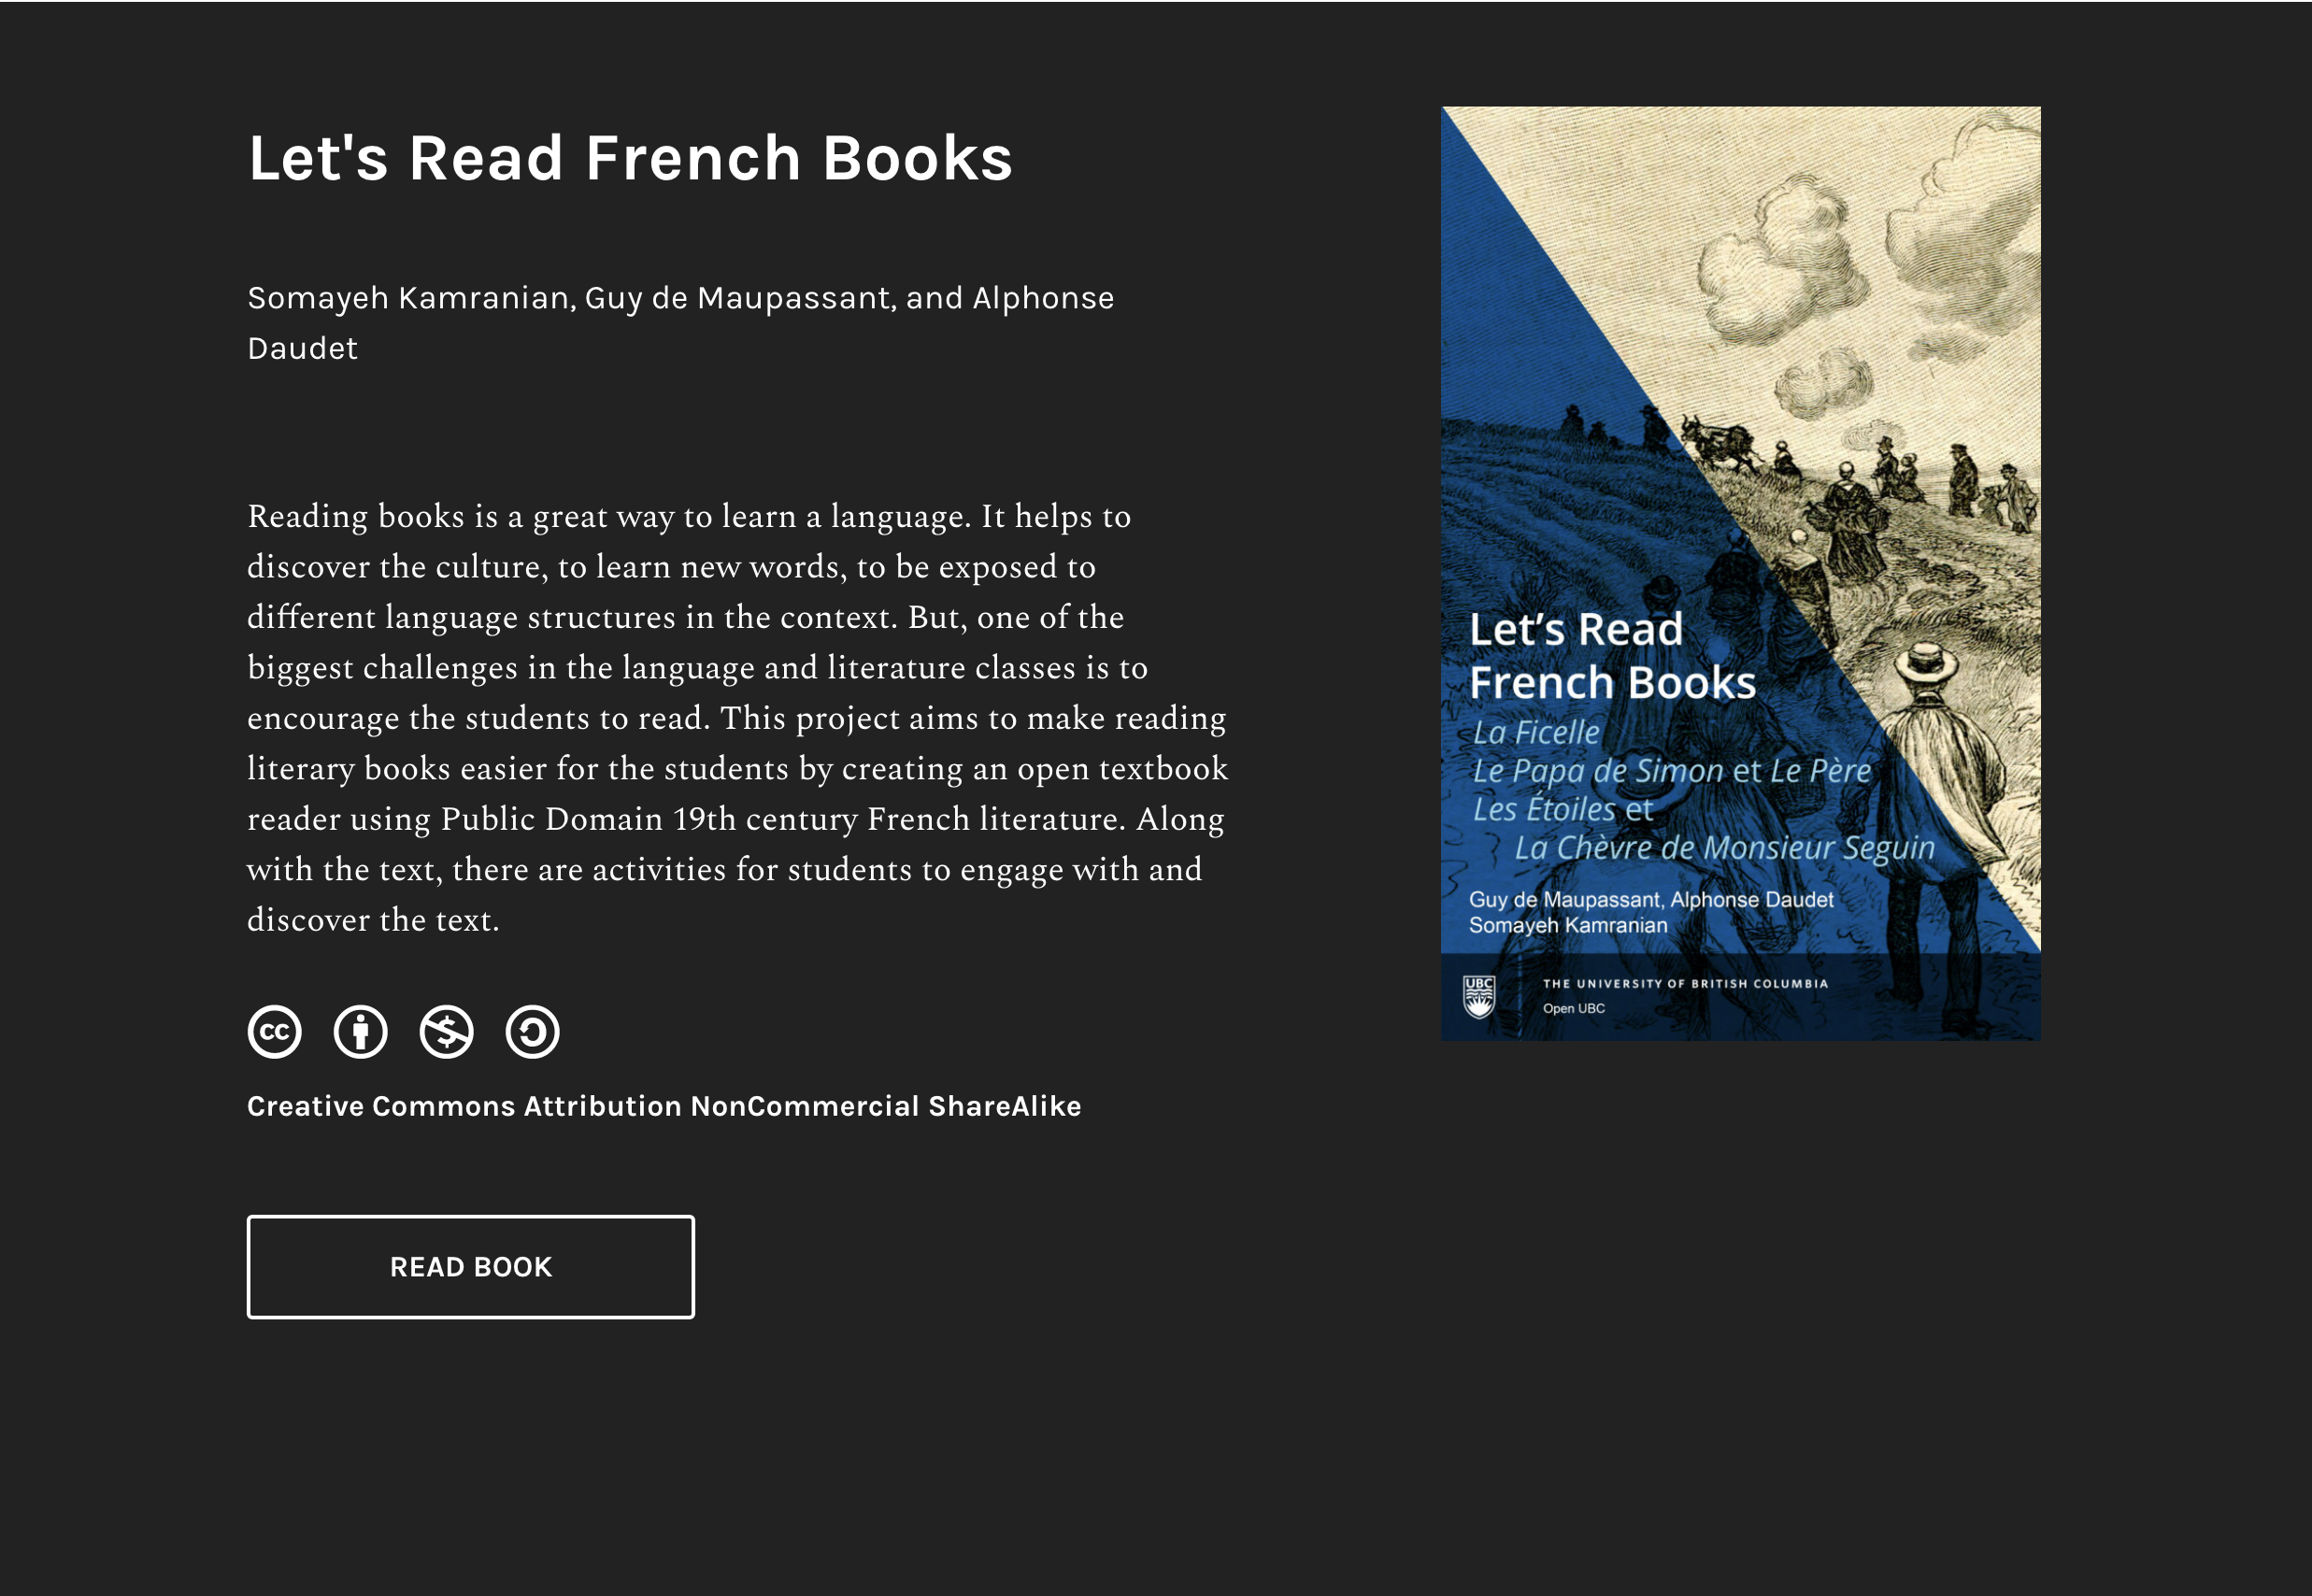 Let's Read French Books
Somayeh Kamranian, Guy de Maupassant, and Alphonse
Daudet
Reading books is a great way to learn a language. It helps to
discover the culture, to learn new words, to be exposed to
different language structures in the context. But, one of the
biggest challenges in the language and literature classes is to
encourage the students to read. This project aims to make reading
literary books easier for the students by creating an open textbook
reader using Public Domain 19th century French literature. Along
with the text, there are activities for students to engage with and
discover the text.
cc
Creative Commons Attribution NonCommercial ShareAlike
READ BOOK
Let’s Read
French Books
La Ficelle
Le Papa de Simon et Le Père
Les Étoiles et
La Chèvre de Monsieur Seguin
Guy de Maupassant, Alphonse Daudet
Somayeh Kamranian
UBC
THE UNIVERSITY OF BRITISH COLUMBIA
Open UBC